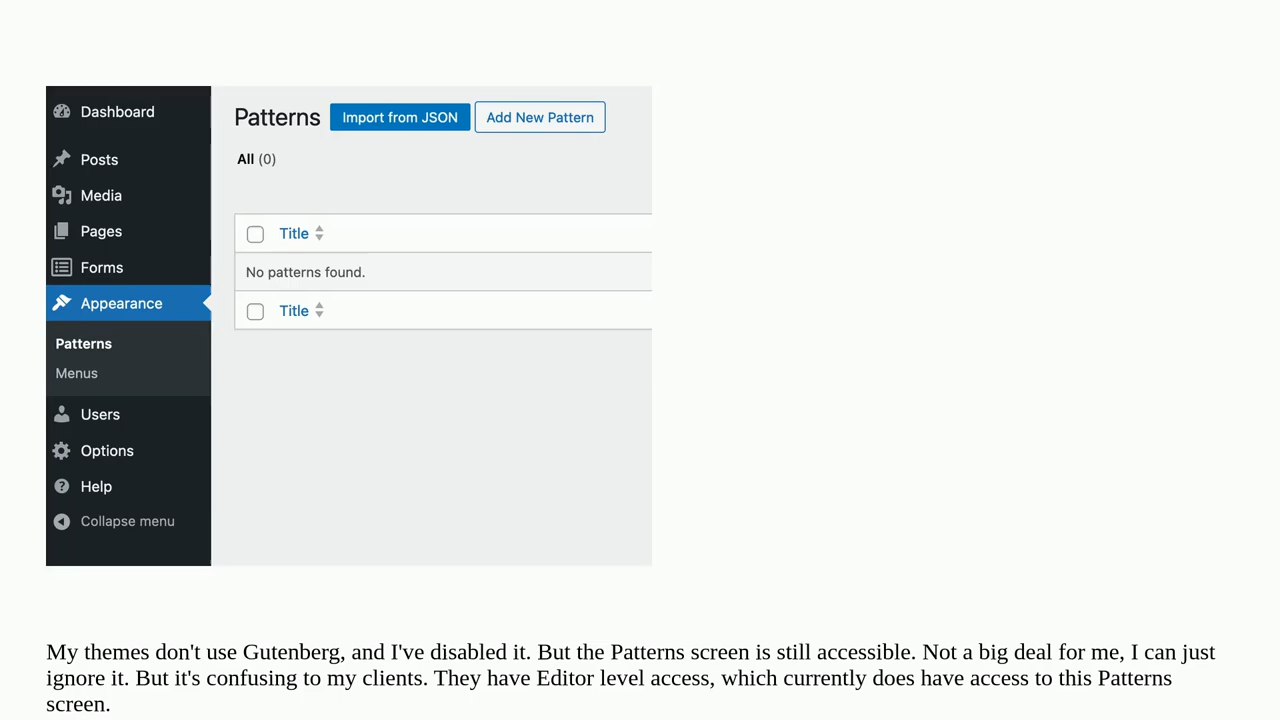 Dashboard
Posts
Media
Pages
Forms
Appearance
Patterns
Menus
Users
Options
Help
Collapse menu
Patterns Import from JSON Add New Pattern
All (0)
Title
No patterns found.
Title
My themes don't use Gutenberg, and I've disabled it. But the Patterns screen is still accessible. Not a big deal for me, I can just
ignore it. But it's confusing to my clients. They have Editor level access, which currently does have access to this Patterns
screen.